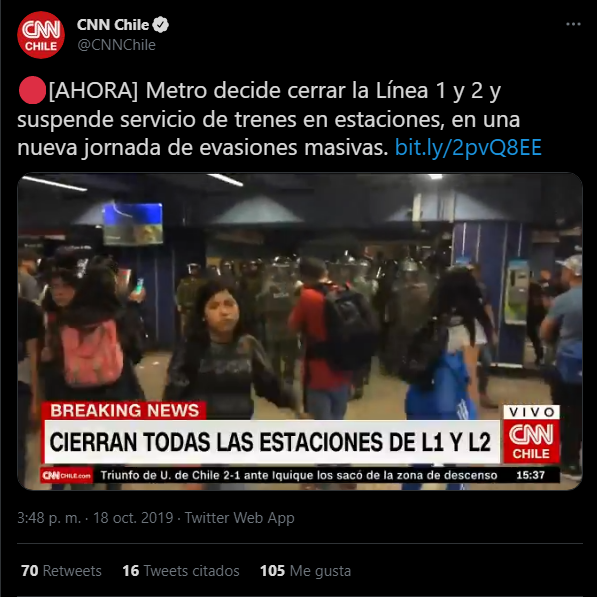 CNN Chile
@CNNChile
CNN
CHILE
🔴[AHORA] Metro decide cerrar la Línea 1 y 2 y
suspende servicio de trenes en estaciones, en una
nueva jornada de evasiones masivas. bit.ly/2pvQ8EE
BREAKING NEWS
CIERRAN TODAS LAS ESTACIONES DE L1 Y L2
VIVO
CNN
CHILE
CNNCHILE.com Triunfo de U. de Chile 2-1 ante Iquique los sacó de la zona de descenso 15:37
3:48 p. m. · 18 oct. 2019 · Twitter Web App
70 Retweets 16 Tweets citados 105 Me gusta